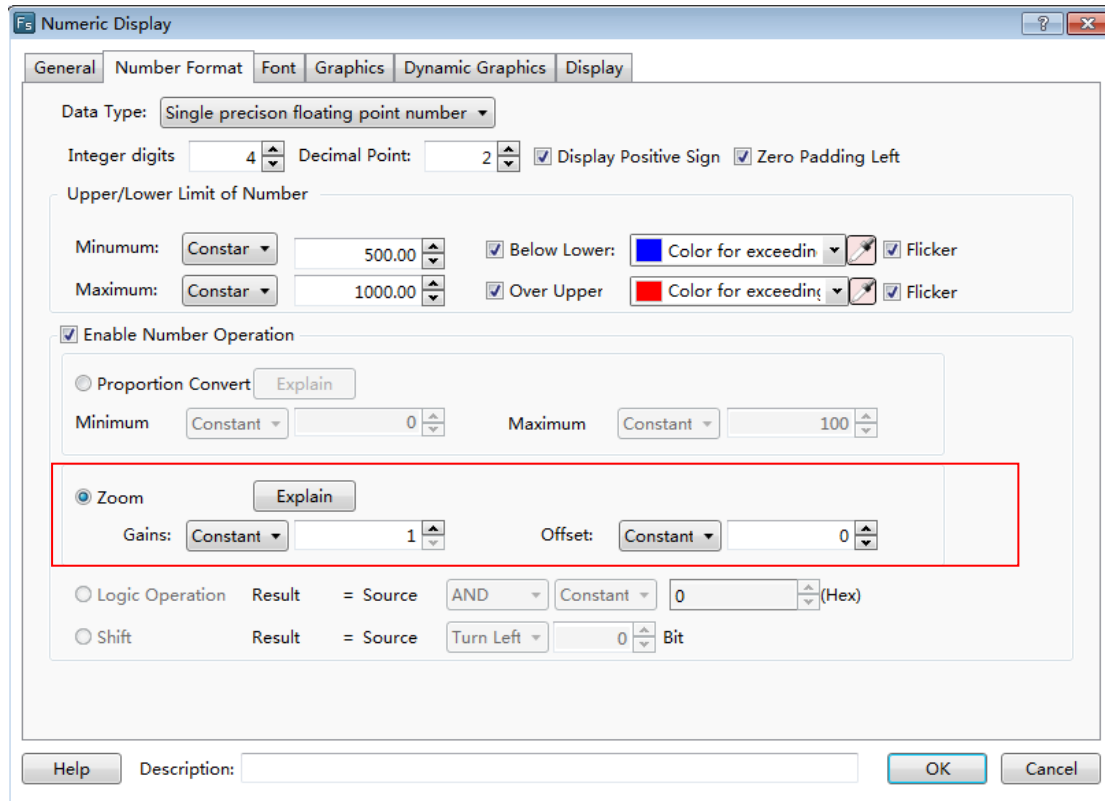 Fs Numeric Display
General Number Format Font Graphics Dynamic Graphics Display
Data Type: Single precison floating point number
Integer digits 4 Decimal Point: 2 Display Positive Sign Zero Padding Left
Upper/Lower Limit of Number
Minumum: Constar 500.00 Below Lower: Color for exceedin Flicker
Maximum: Constar 1000.00 Over Upper Color for exceeding Flicker
Enable Number Operation
Proportion Convert Explain
Minimum Constant 0 Maximum Constant 100
Zoom Explain
Gains: Constant 1 Offset: Constant 0
Logic Operation Result = Source AND Constant 0 (Hex)
Shift Result = Source Turn Left 0 Bit
Help Description: OK Cancel